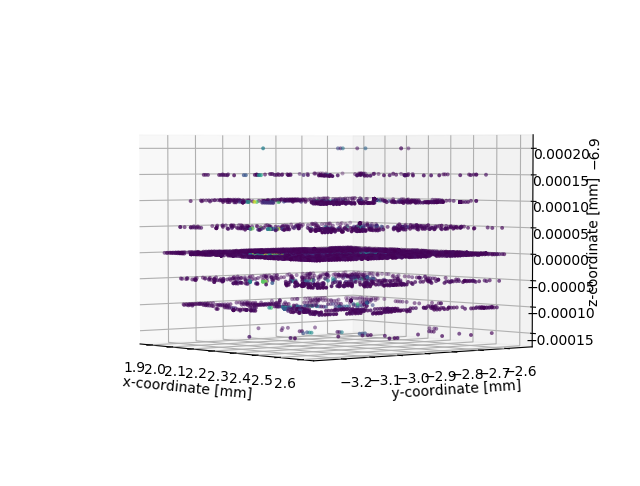 −6.9
0.00020
0.00015
0.00010
0.00005
0.00000
−0.00005
−0.00010
−0.00015
z-coordinate [mm]
1.9 2.0 2.1 2.2 2.3 2.4 2.5 2.6
x-coordinate [mm]
−3.2 −3.1 −3.0 −2.9 −2.8 −2.7 −2.6
y-coordinate [mm]